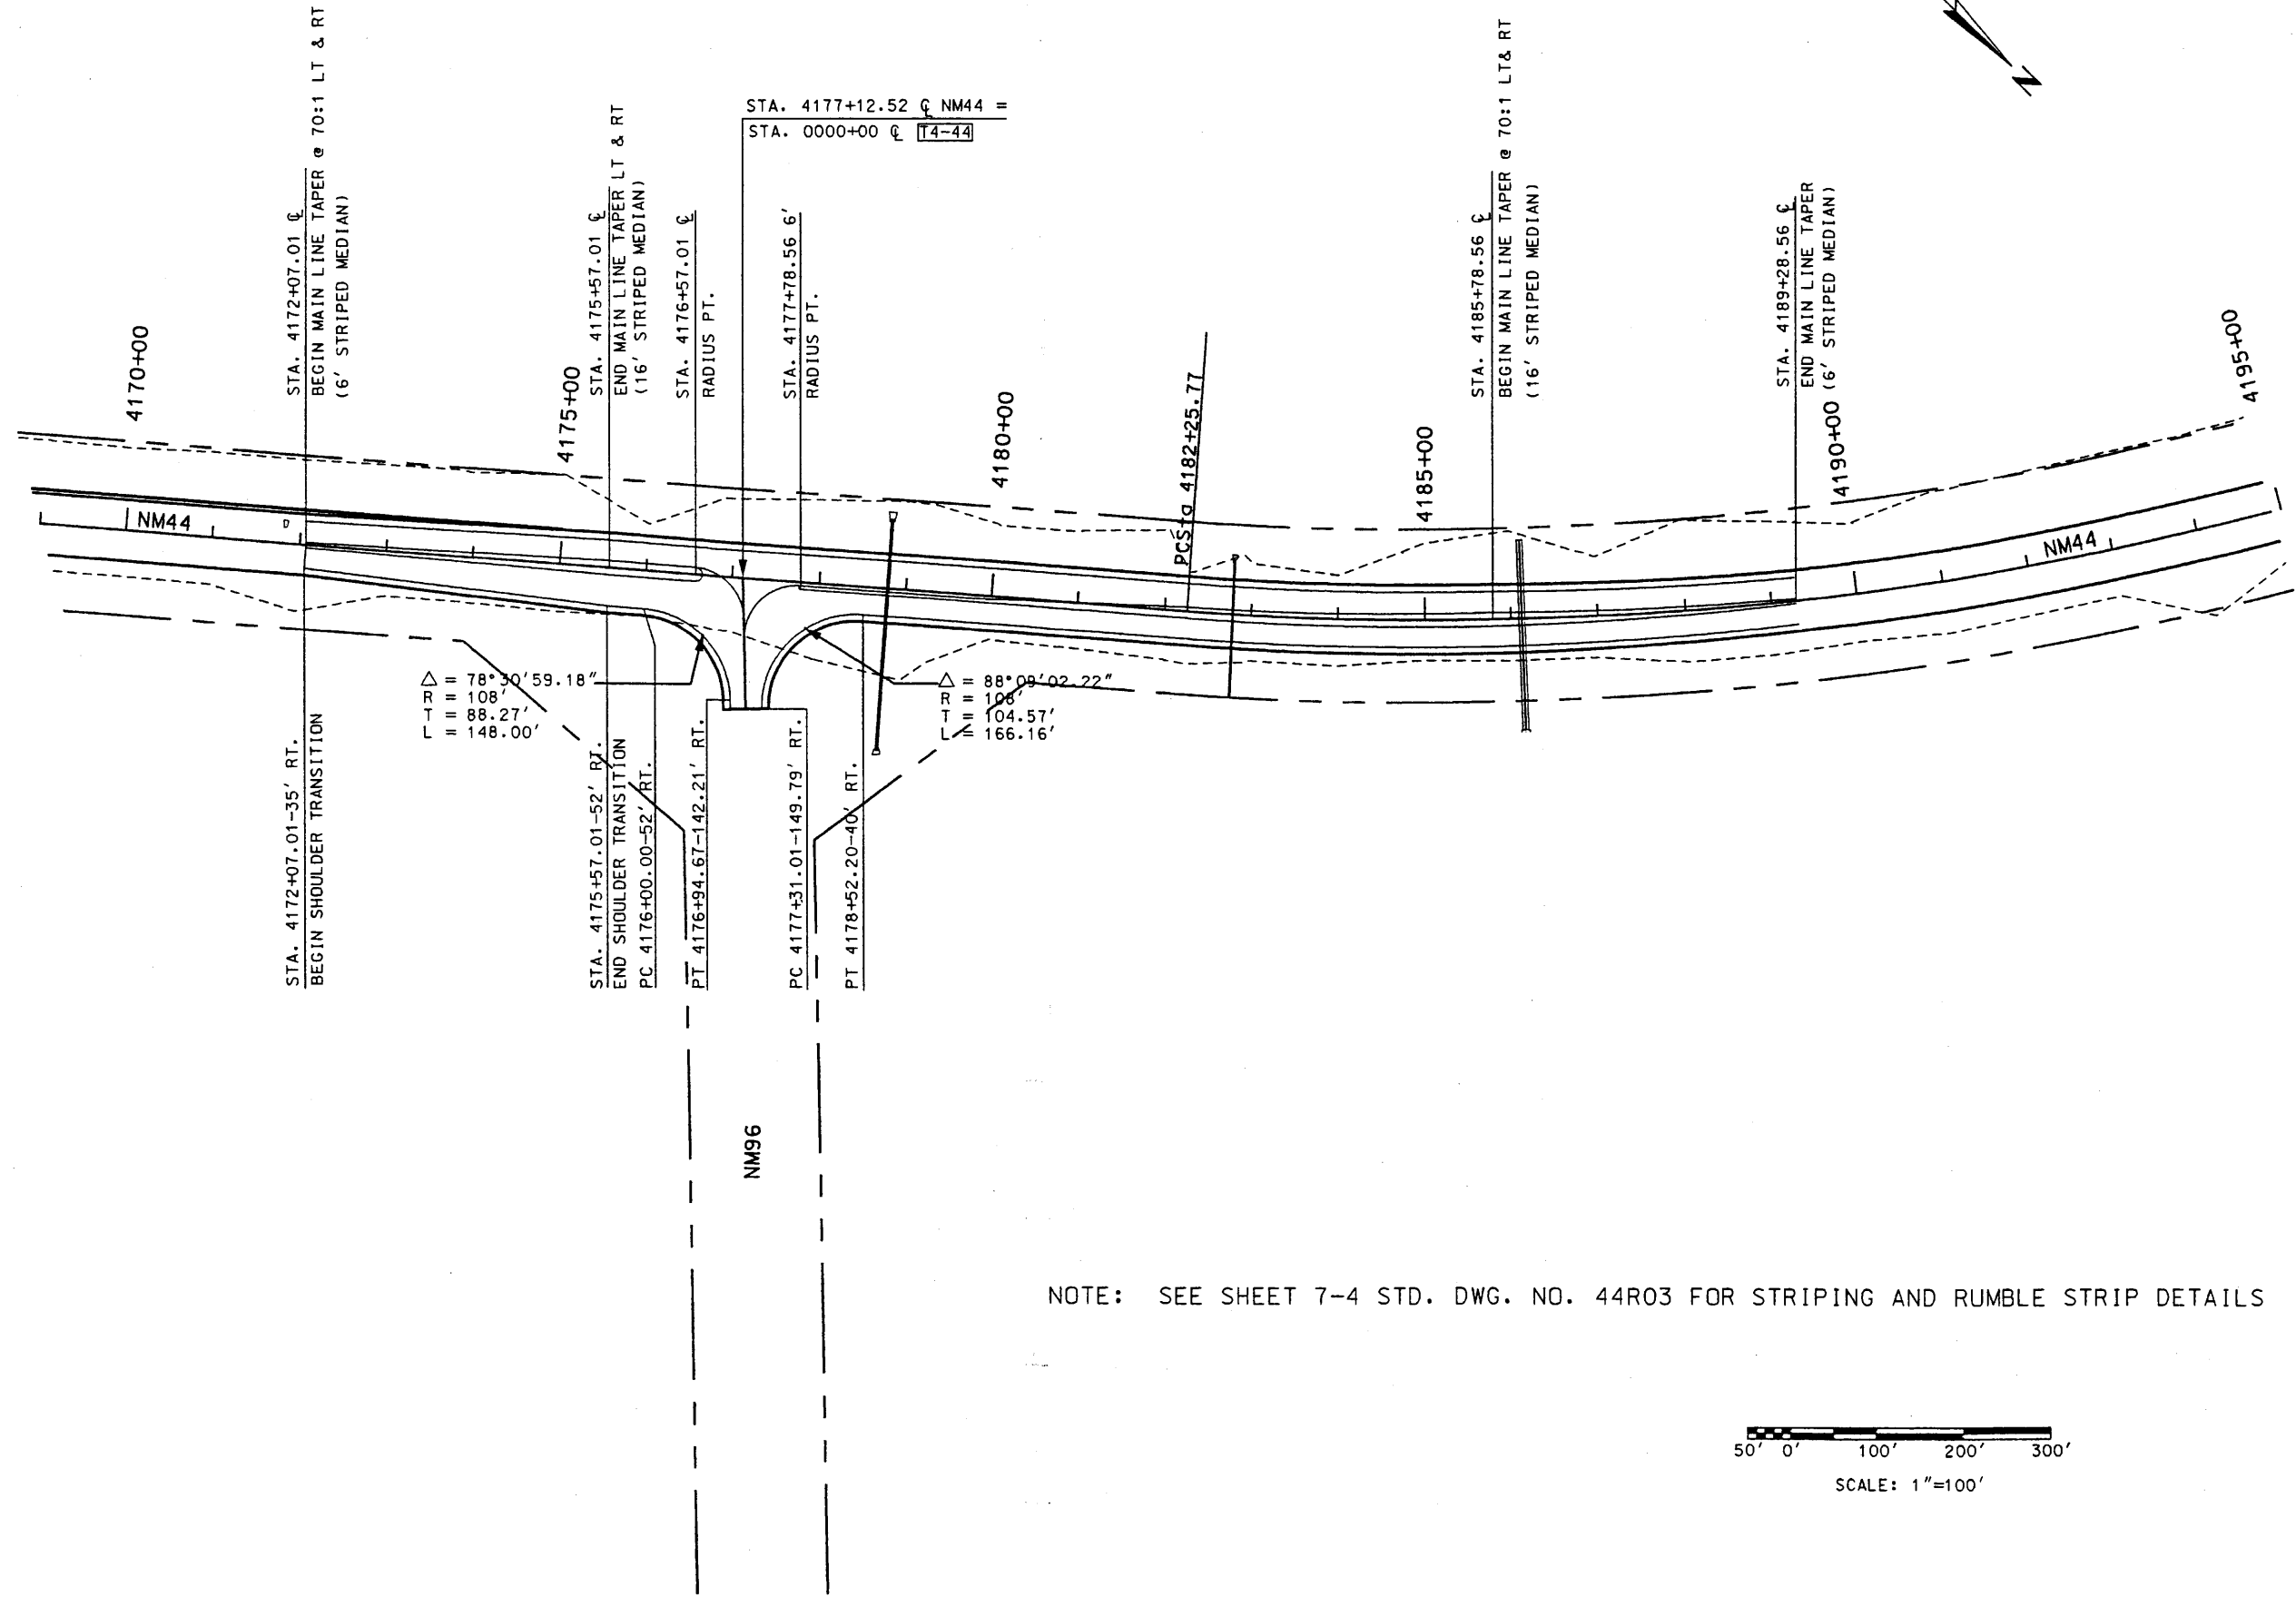 STA. 4172+07.01 ℄
BEGIN MAIN LINE TAPER @ 70:1 LT & RT
(6' STRIPED MEDIAN)
STA. 4175+57.01 ℄
END MAIN LINE TAPER LT & RT
(16' STRIPED MEDIAN)
STA. 4176+57.01 ℄
RADIUS PT.
STA. 4177+12.52 ℄ NM44 =
STA. 0000+00 ℄ T4-44
STA. 4177+78.56 6'
RADIUS PT.
PCSta 4182+25.77
STA. 4185+78.56 ℄
BEGIN MAIN LINE TAPER @ 70:1 LT& RT
(16' STRIPED MEDIAN)
STA. 4189+28.56 ℄
END MAIN LINE TAPER
(6' STRIPED MEDIAN)
N
4170+00
4175+00
4180+00
4185+00
4190+00
4195+00
NM44
NM44
△ = 78°30'59.18"
R = 108'
T = 88.27'
L = 148.00'
△ = 88°09'02.22"
R = 108'
T = 104.57'
L = 166.16'
STA. 4172+07.01-35' RT.
BEGIN SHOULDER TRANSITION
STA. 4175+57.01-52' RT.
END SHOULDER TRANSITION
PC 4176+00.00-52' RT.
PT 4176+94.67-142.21' RT.
PC 4177+31.01-149.79' RT.
PT 4178+52.20-40' RT.
NM96
NOTE: SEE SHEET 7-4 STD. DWG. NO. 44R03 FOR STRIPING AND RUMBLE STRIP DETAILS
50' 0' 100' 200' 300'
SCALE: 1"=100'